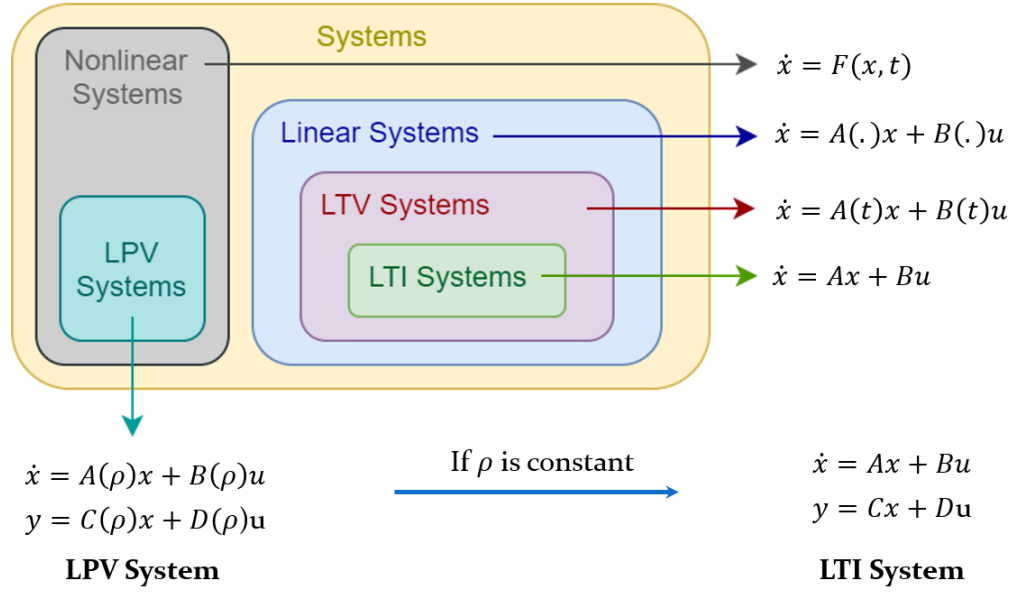 Systems
Nonlinear
Systems
ẋ = F(x, t)
Linear Systems
ẋ = A(.)x + B(.)u
LTV Systems
ẋ = A(t)x + B(t)u
LPV
Systems
LTI Systems
ẋ = Ax + Bu
ẋ = A(ρ)x + B(ρ)u
y = C(ρ)x + D(ρ)u
LPV System
If ρ is constant
ẋ = Ax + Bu
y = Cx + Du
LTI System